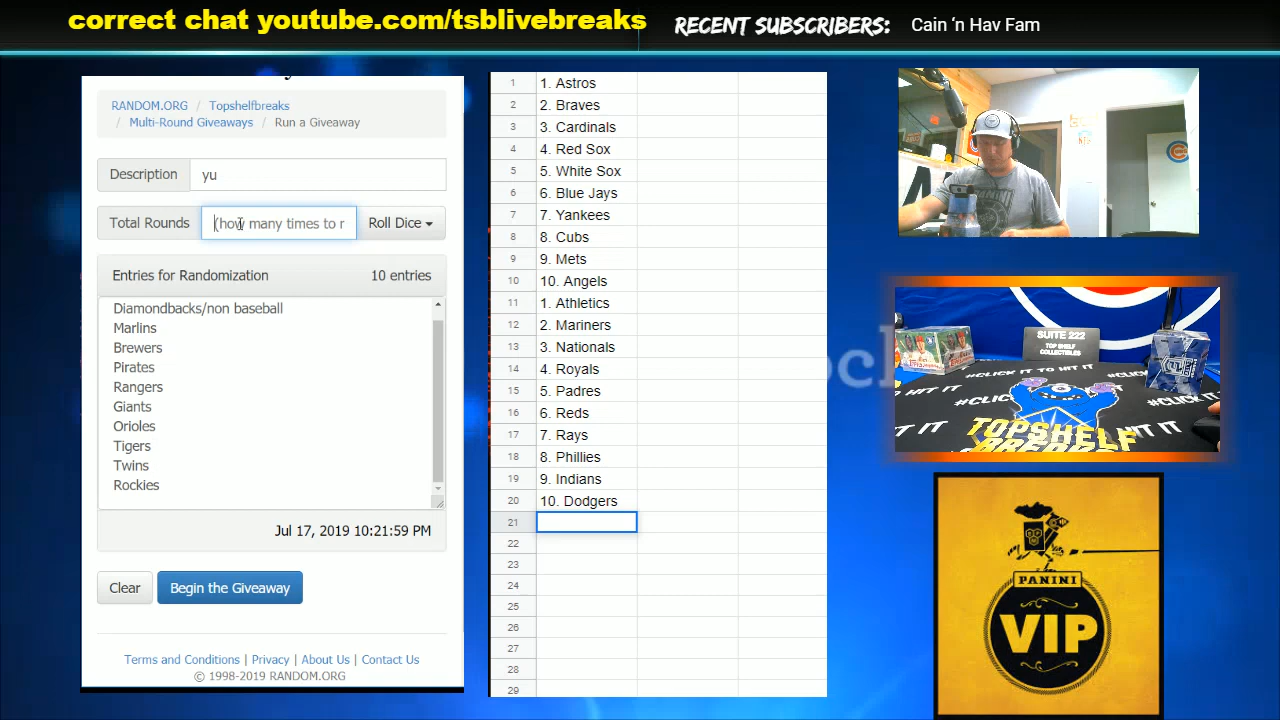 correct chat youtube.com/tsblivebreaks
RECENT SUBSCRIBERS: Cain 'n Hav Fam
RANDOM.ORG / Topshelfbreaks
/ Multi-Round Giveaways / Run a Giveaway
Description yu
Total Rounds (how many times to r Roll Dice
Entries for Randomization 10 entries
Diamondbacks/non baseball
Marlins
Brewers
Pirates
Rangers
Giants
Orioles
Tigers
Twins
Rockies
Jul 17, 2019 10:21:59 PM
Clear Begin the Giveaway
Terms and Conditions | Privacy | About Us | Contact Us
© 1998-2019 RANDOM.ORG
1 1. Astros
2 2. Braves
3 3. Cardinals
4 4. Red Sox
5 5. White Sox
6 6. Blue Jays
7 7. Yankees
8 8. Cubs
9 9. Mets
10 10. Angels
11 1. Athletics
12 2. Mariners
13 3. Nationals
14 4. Royals
15 5. Padres
16 6. Reds
17 7. Rays
18 8. Phillies
19 9. Indians
20 10. Dodgers
21
22
23
24
25
26
27
28
29
SUITE 222
TOP SHELF
COLLECTIBLES
#CLICK IT TO HIT IT
#CLICK
HIT IT
#CLICK
HIT IT
TOPSHELF
BREAKS
PANINI
VIP